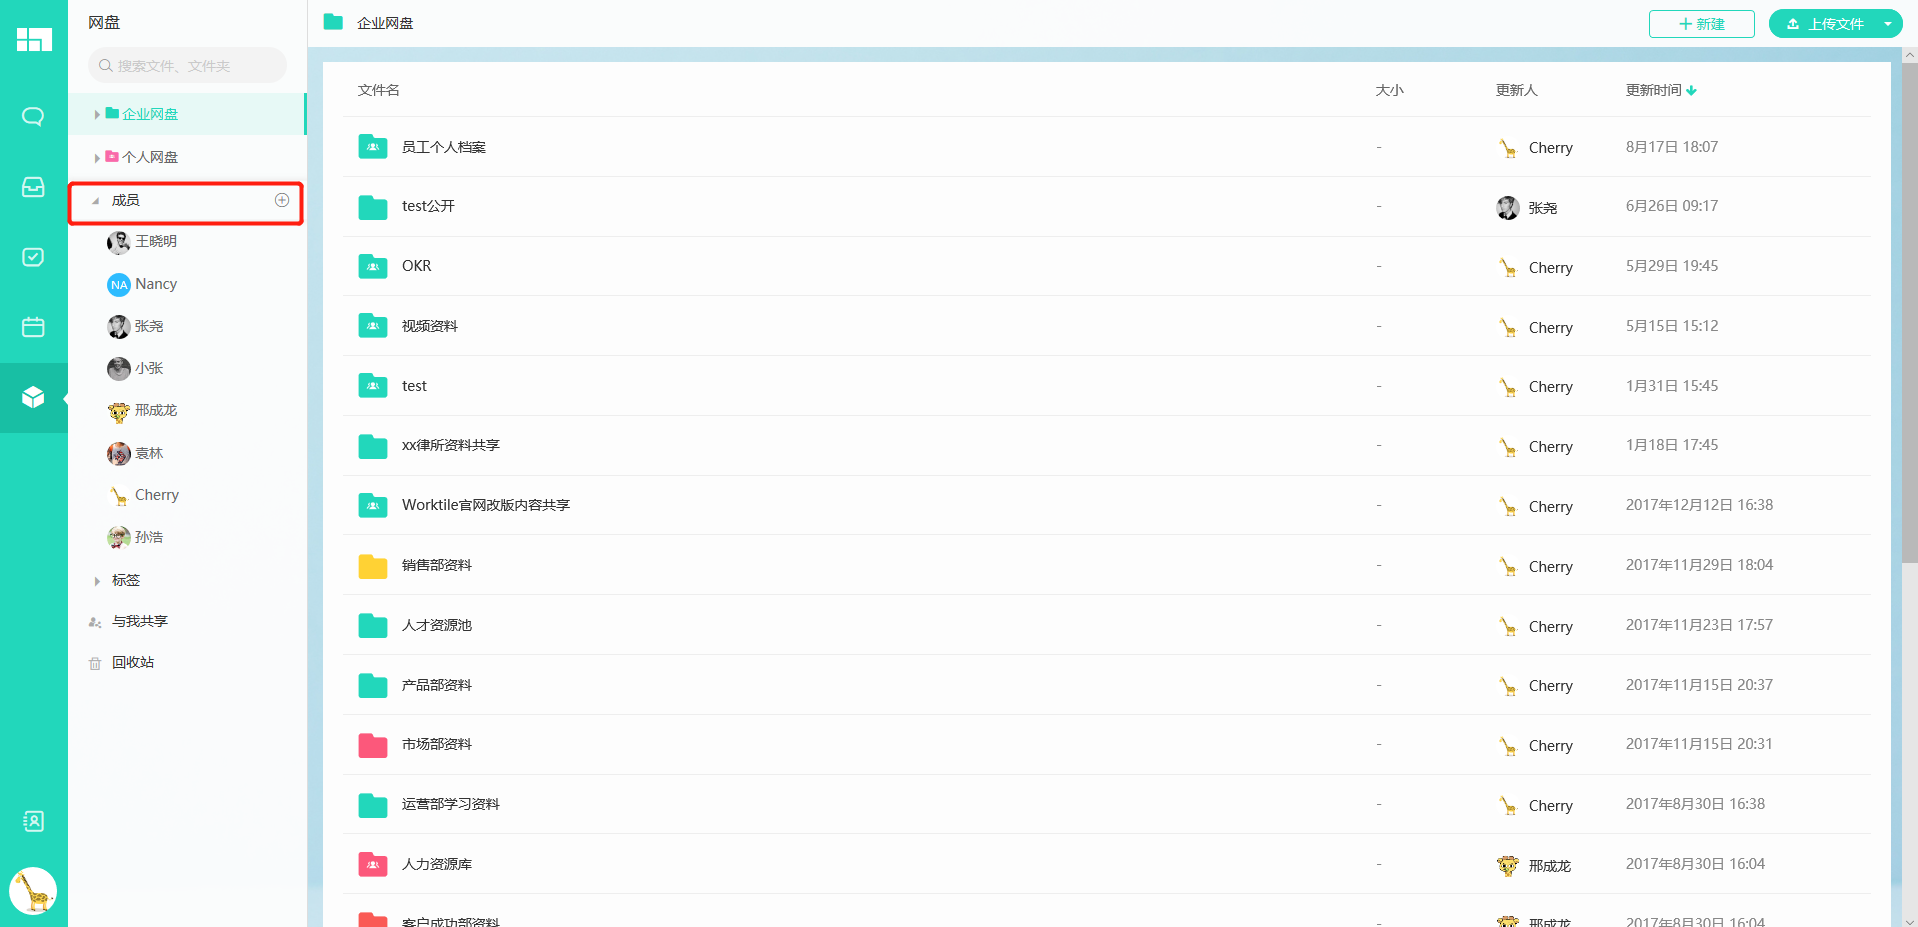 网盘
搜索文件、文件夹
企业网盘
个人网盘
成员
王晓明
NA Nancy
张尧
小张
邢成龙
袁林
Cherry
孙浩
标签
与我共享
回收站
企业网盘 新建 上传文件
文件名 大小 更新人 更新时间
员工个人档案 - Cherry 8月17日 18:07
test公开 - 张尧 6月26日 09:17
OKR - Cherry 5月29日 19:45
视频资料 - Cherry 5月15日 15:12
test - Cherry 1月31日 15:45
xx律所资料共享 - Cherry 1月18日 17:45
Worktile官网改版内容共享 - Cherry 2017年12月12日 16:38
销售部资料 - Cherry 2017年11月29日 18:04
人才资源池 - Cherry 2017年11月23日 17:57
产品部资料 - Cherry 2017年11月15日 20:37
市场部资料 - Cherry 2017年11月15日 20:31
运营部学习资料 - Cherry 2017年8月30日 16:38
人力资源库 - 邢成龙 2017年8月30日 16:04
客户成功部资料 - 邢成龙 2017年8月30日 16:04